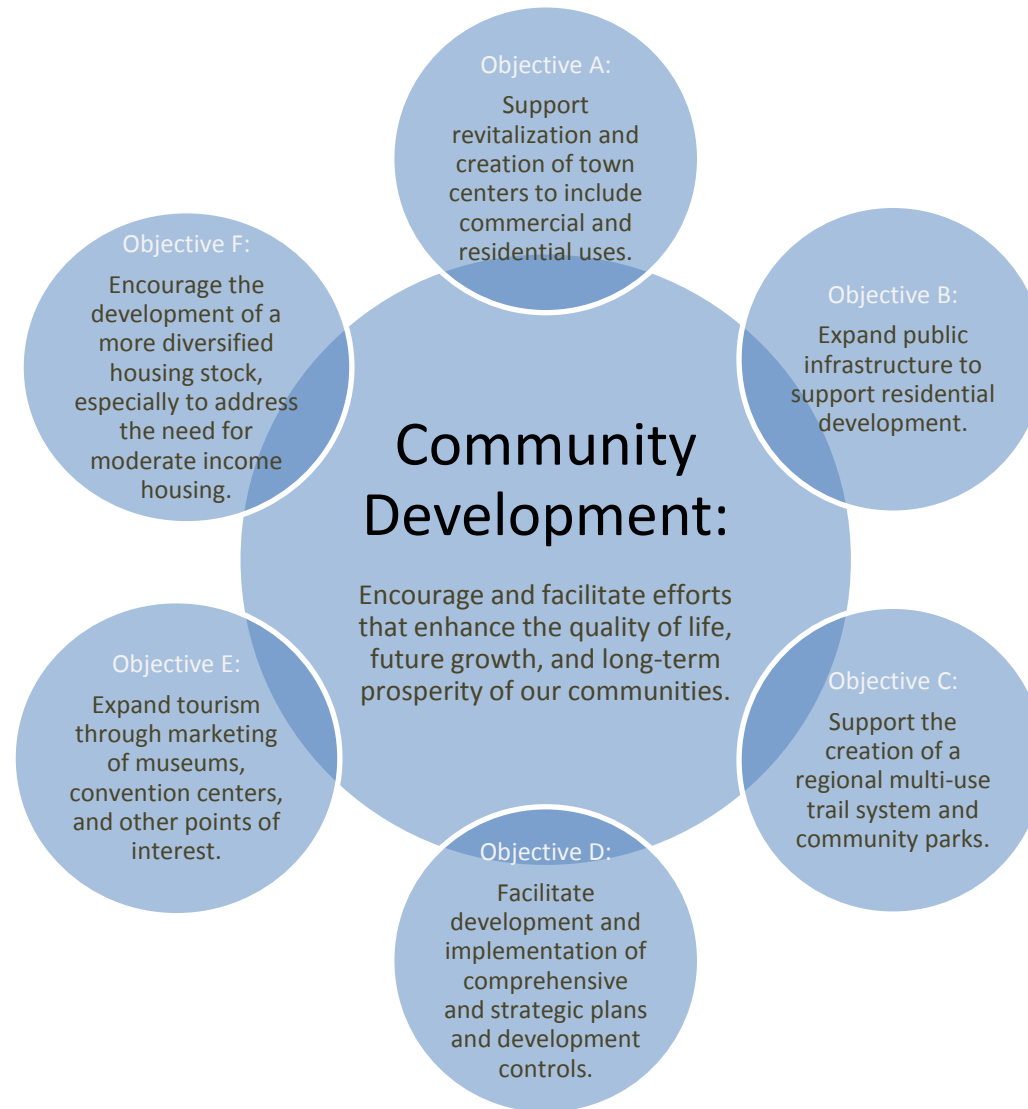 Objective A:
Support
revitalization and
creation of town
centers to include
commercial and
residential uses.
Objective B:
Expand public
infrastructure to
support residential
development.
Objective C:
Support the
creation of a
regional multi-use
trail system and
community parks.
Objective D:
Facilitate
development and
implementation of
comprehensive
and strategic plans
and development
controls.
Objective E:
Expand tourism
through marketing
of museums,
convention centers,
and other points of
interest.
Objective F:
Encourage the
development of a
more diversified
housing stock,
especially to address
the need for
moderate income
housing.
Community
Development:
Encourage and facilitate efforts
that enhance the quality of life,
future growth, and long-term
prosperity of our communities.